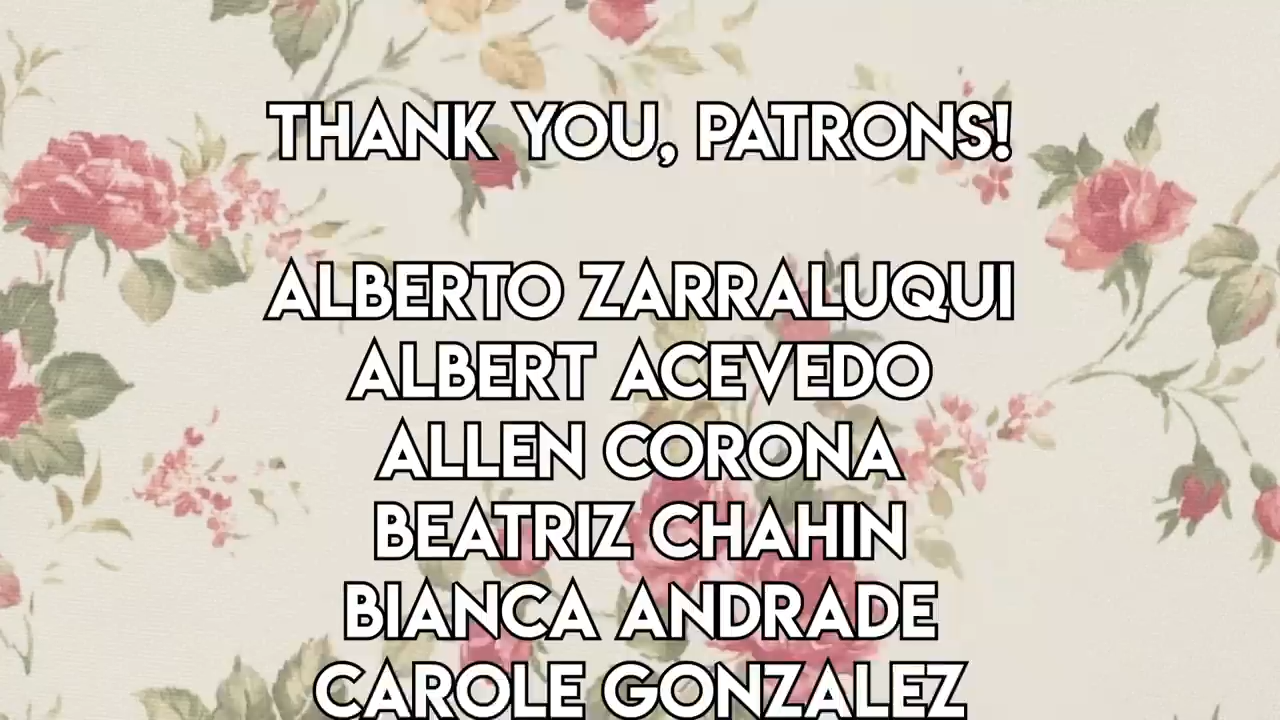 THANK YOU, PATRONS!
ALBERTO ZARRALUQUI
ALBERT ACEVEDO
ALLEN CORONA
BEATRIZ CHAHIN
BIANCA ANDRADE
CAROLE GONZALEZ